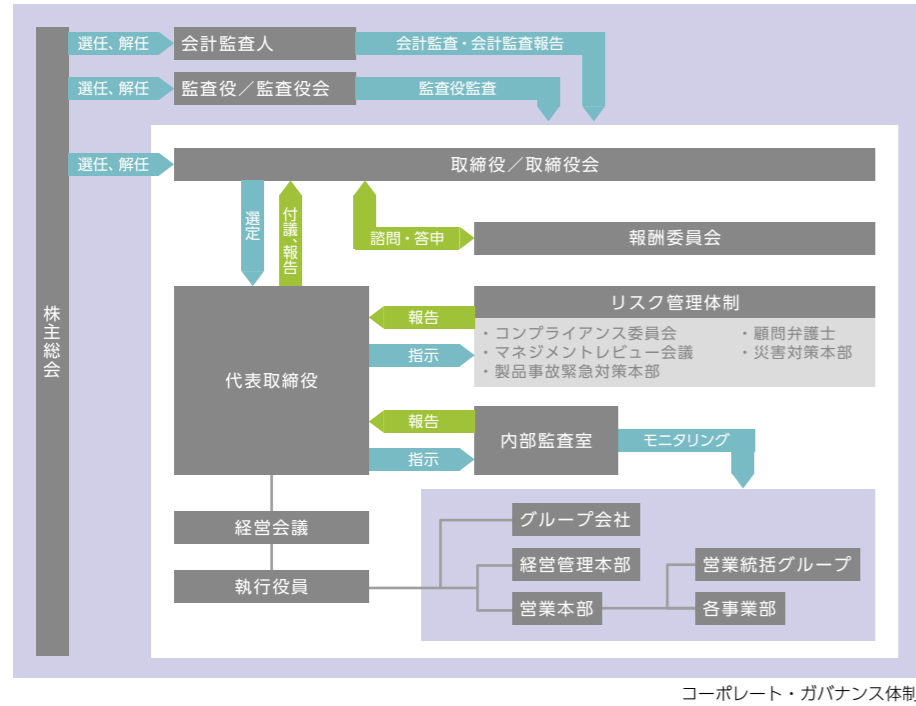 選任、解任
会計監査人
会計監査・会計監査報告
選任、解任
監査役／監査役会
監査役監査
選任、解任
取締役／取締役会
選定
付議、報告
諮問・答申
報酬委員会
株主総会
代表取締役
報告
指示
リスク管理体制
・コンプライアンス委員会
・顧問弁護士
・マネジメントレビュー会議
・災害対策本部
・製品事故緊急対策本部
報告
指示
内部監査室
モニタリング
経営会議
執行役員
グループ会社
経営管理本部
営業統括グループ
営業本部
各事業部
コーポレート・ガバナンス体制